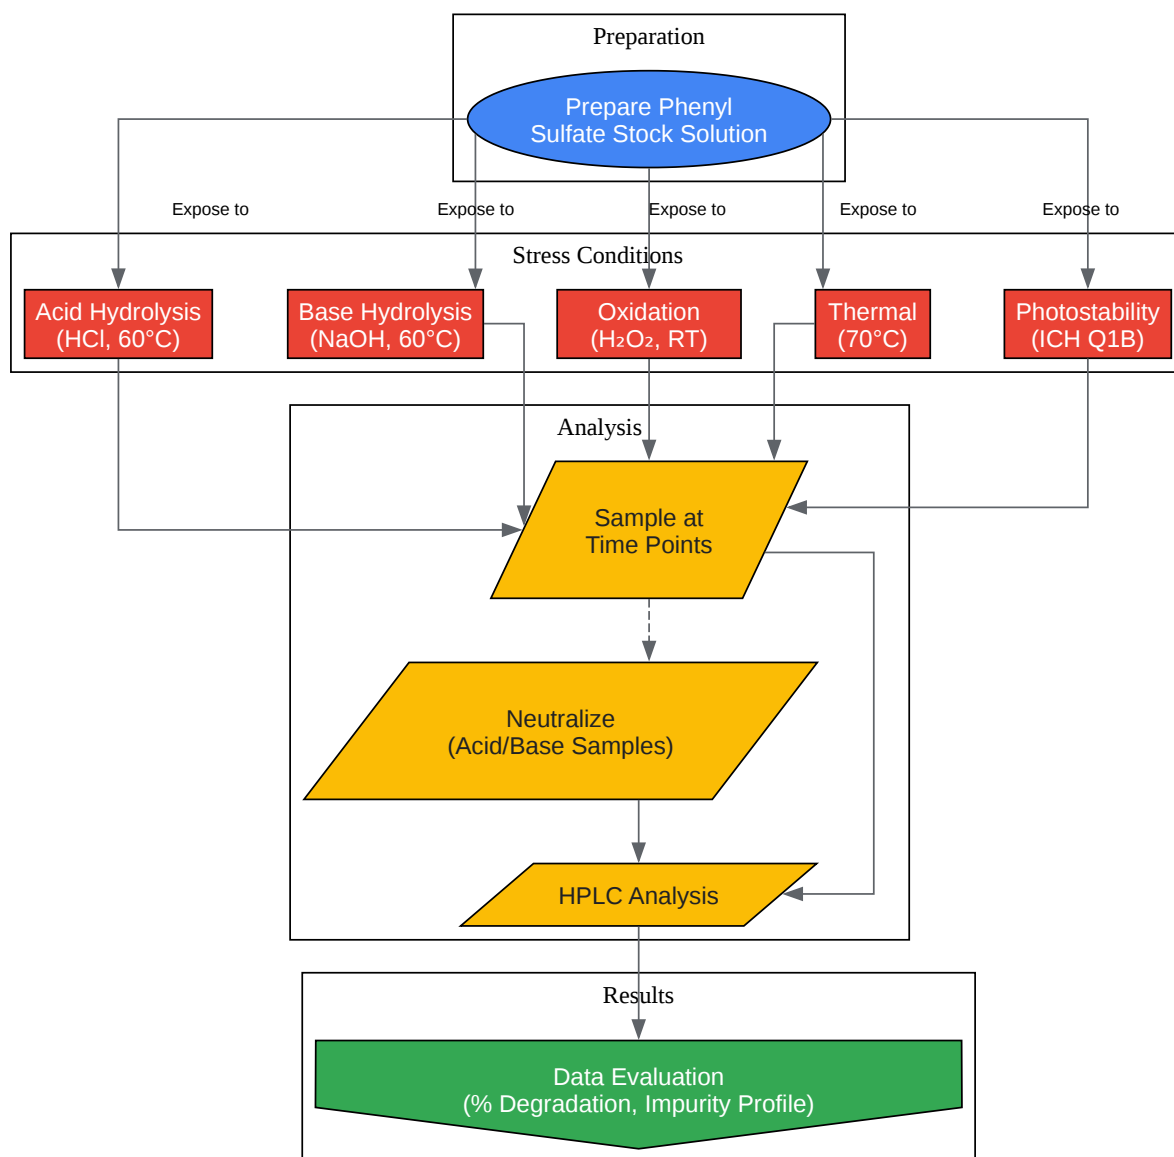 Preparation
Prepare Phenyl
Sulfate Stock Solution
Expose to
Expose to
Expose to
Expose to
Expose to
Stress Conditions
Acid Hydrolysis
(HCl, 60°C)
Base Hydrolysis
(NaOH, 60°C)
Oxidation
(H₂O₂, RT)
Thermal
(70°C)
Photostability
(ICH Q1B)
Analysis
Sample at
Time Points
Neutralize
(Acid/Base Samples)
HPLC Analysis
Results
Data Evaluation
(% Degradation, Impurity Profile)